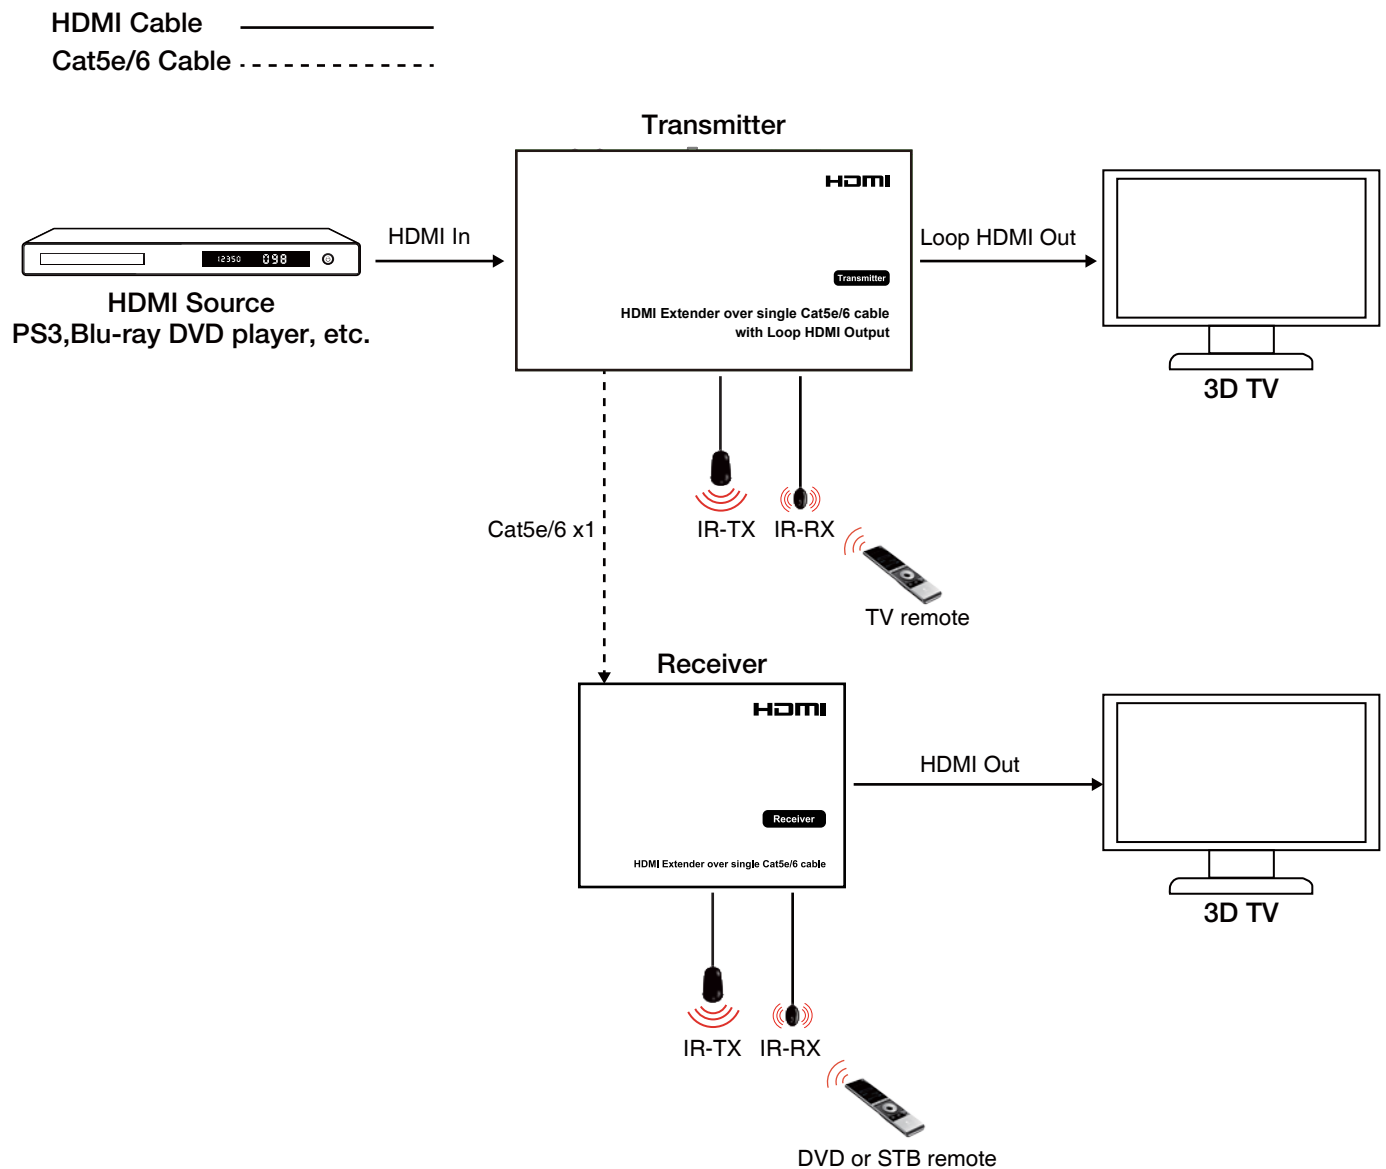 HDMI Cable
Cat5e/6 Cable
Transmitter
HDMI
HDMI In
Loop HDMI Out
12350 098
Transmitter
HDMI Source
PS3,Blu-ray DVD player, etc.
HDMI Extender over single Cat5e/6 cable
with Loop HDMI Output
3D TV
Cat5e/6 x1
IR-TX IR-RX
TV remote
Receiver
HDMI
HDMI Out
Receiver
HDMI Extender over single Cat5e/6 cable
3D TV
IR-TX IR-RX
DVD or STB remote